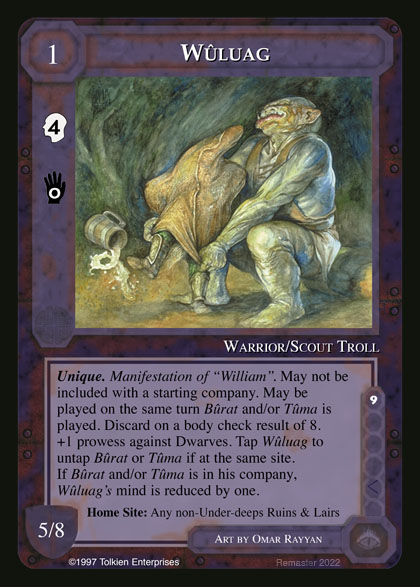 1
WÛLUAG
4
0
WARRIOR/SCOUT TROLL
Unique. Manifestation of “William”. May not be
included with a starting company. May be
played on the same turn Bûrat and/or Tûma is
played. Discard on a body check result of 8.
+1 prowess against Dwarves. Tap Wûluag to
untap Bûrat or Tûma if at the same site.
If Bûrat and/or Tûma is in his company,
Wûluag’s mind is reduced by one.
Home Site: Any non-Under-deeps Ruins & Lairs
9
5/8
ART BY OMAR RAYYAN
©1997 Tolkien Enterprises
Remaster 2022